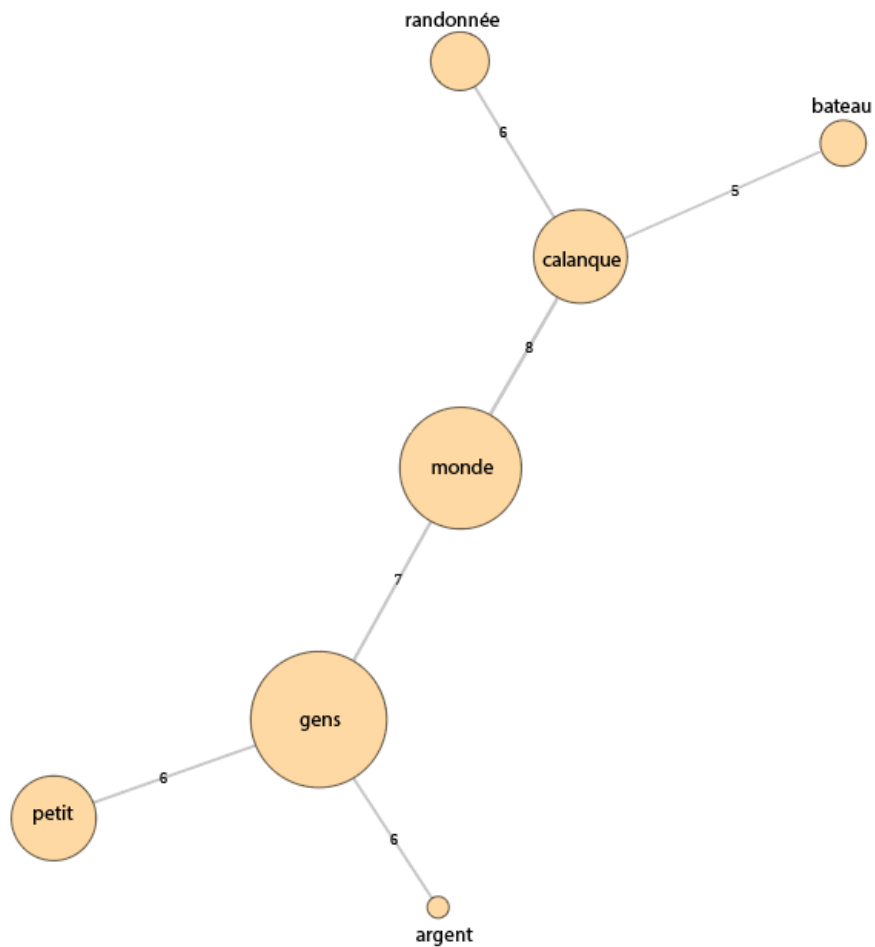 randonnée
bateau
6
5
calanque
8
monde
7
gens
6
petit
6
argent